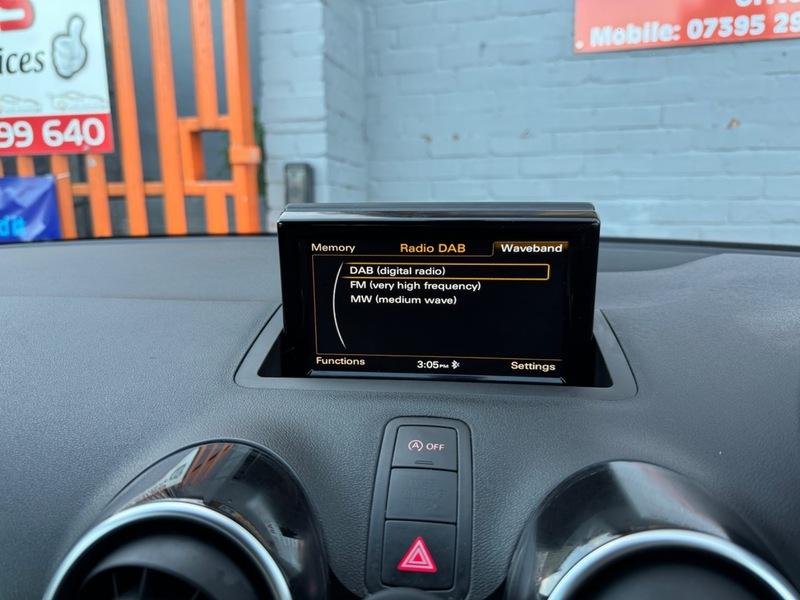 ices
99 640
Mobile: 07395 29
Memory Radio DAB Waveband
DAB (digital radio)
FM (very high frequency)
MW (medium wave)
Functions 3:05PM Settings
A OFF